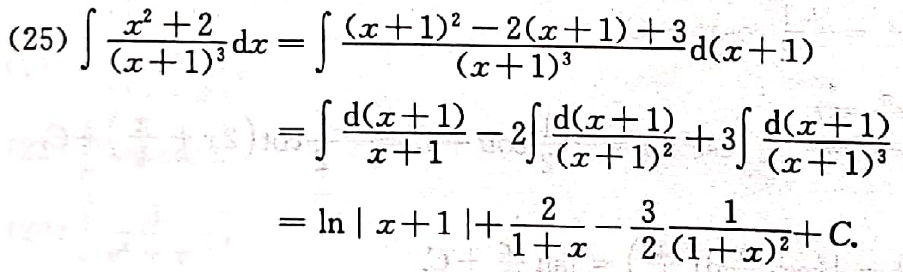 (25) ∫ (x²+2)/(x+1)³ dx = ∫ ((x+1)²−2(x+1)+3)/(x+1)³ d(x+1)
= ∫ d(x+1)/(x+1) − 2∫ d(x+1)/(x+1)² + 3∫ d(x+1)/(x+1)³
= ln | x+1 | + 2/(1+x) − 3/2 1/(1+x)² + C.